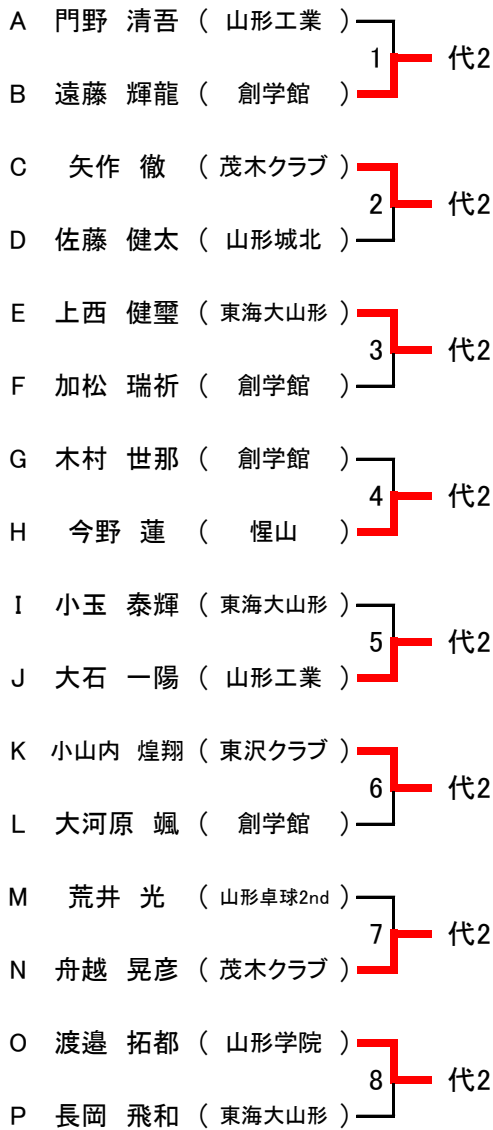 A 門野 清吾 ( 山形工業 )
1 代2
B 遠藤 輝龍 ( 創学館 )
C 矢作 徹 ( 茂木クラブ )
2 代2
D 佐藤 健太 ( 山形城北 )
E 上西 健璽 ( 東海大山形 )
3 代2
F 加松 瑞祈 ( 創学館 )
G 木村 世那 ( 創学館 )
4 代2
H 今野 蓮 ( 惺山 )
I 小玉 泰輝 ( 東海大山形 )
5 代2
J 大石 一陽 ( 山形工業 )
K 小山内 煌翔 ( 東沢クラブ )
6 代2
L 大河原 颯 ( 創学館 )
M 荒井 光 ( 山形卓球2nd )
7 代2
N 舟越 晃彦 ( 茂木クラブ )
O 渡邉 拓都 ( 山形学院 )
8 代2
P 長岡 飛和 ( 東海大山形 )